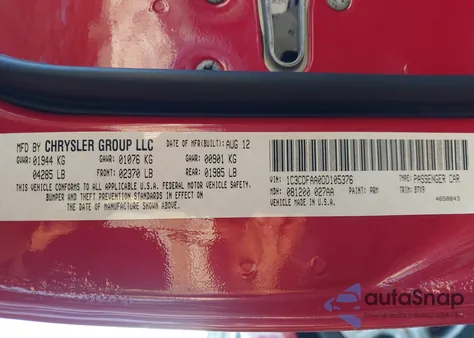 MFD BY CHRYSLER GROUP LLC DATE OF MFR(BUILT) AUG 12
GVWR: 01944 KG GAWR: 01076 KG GAWR: 00901 KG
04285 LB FRONT: 02370 LB REAR: 01985 LB
THIS VEHICLE CONFORMS TO ALL APPLICABLE U.S.A. FEDERAL MOTOR VEHICLE SAFETY,
BUMPER AND THEFT PREVENTION STANDARDS IN EFFECT ON
THE DATE OF MANUFACTURE SHOWN ABOVE.
VIN: 1C3CDFAA0DD105376 TYPE: PASSENGER CAR
MDH: 081200 027AA PAINT: PRM TRIM: BTX9
VEHICLE MADE IN U.S.A. 4658843
autoSnap